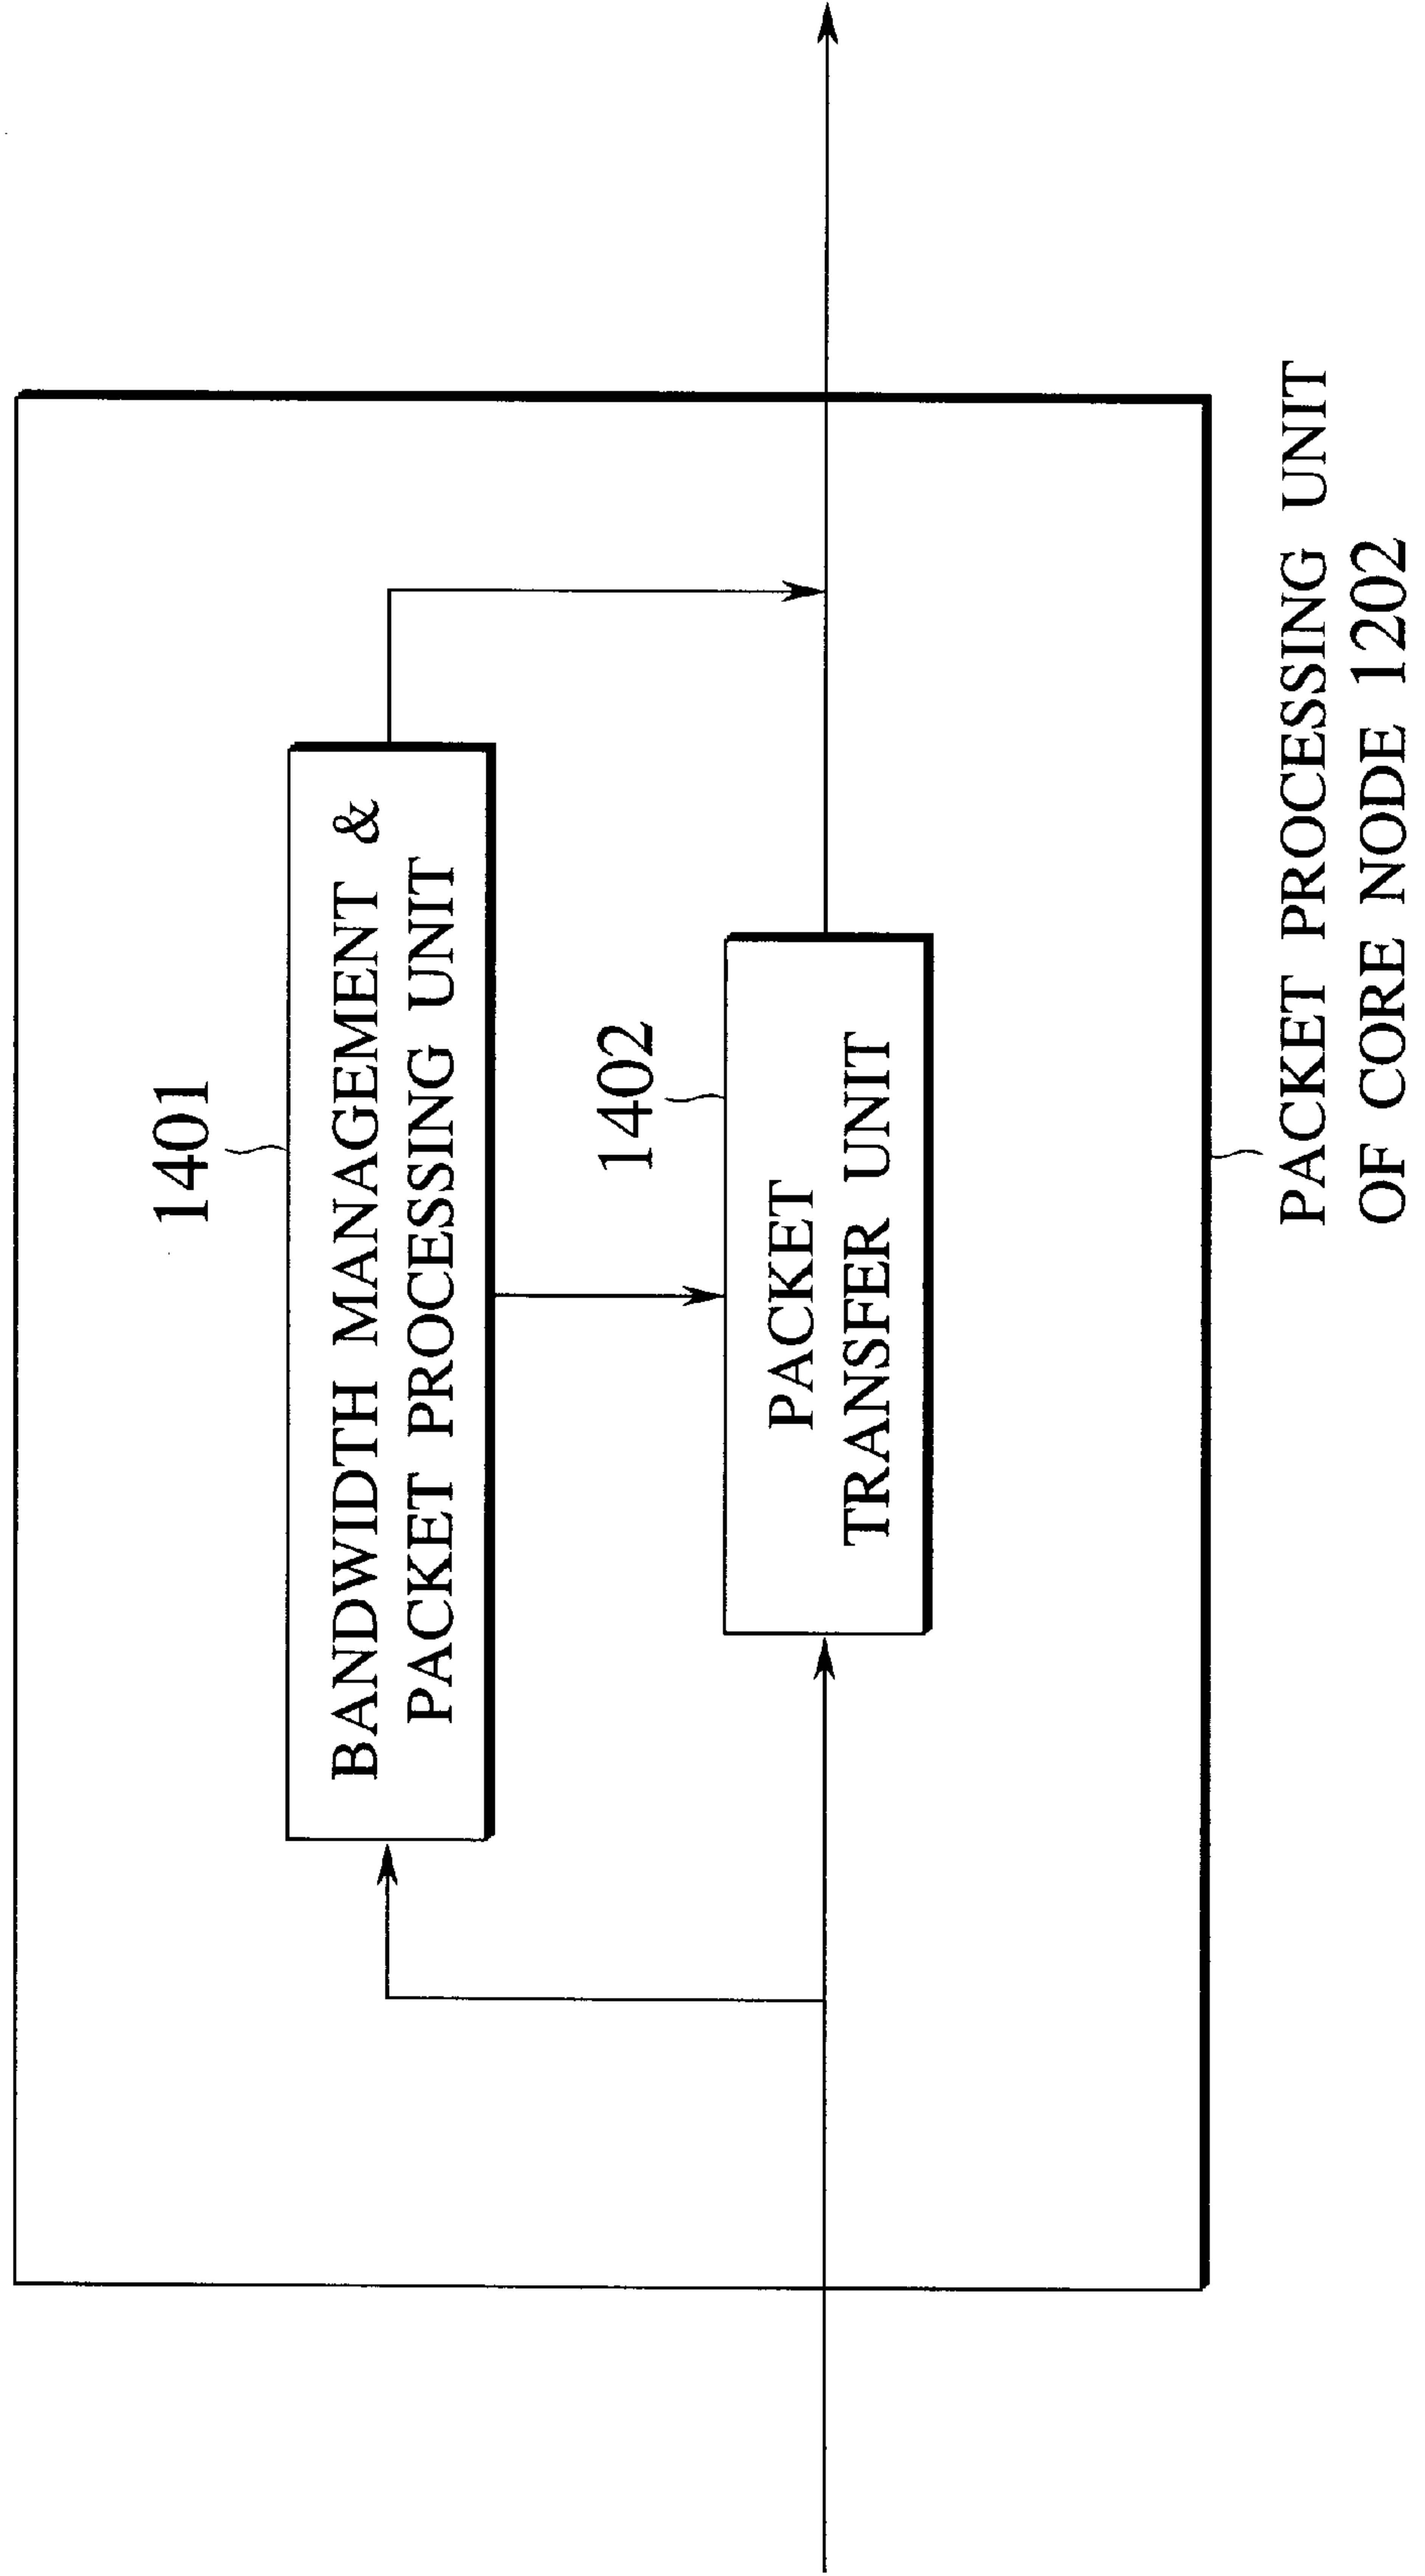 1401
BANDWIDTH MANAGEMENT &
PACKET PROCESSING UNIT
1402
PACKET
TRANSFER UNIT
PACKET PROCESSING UNIT
OF CORE NODE 1202